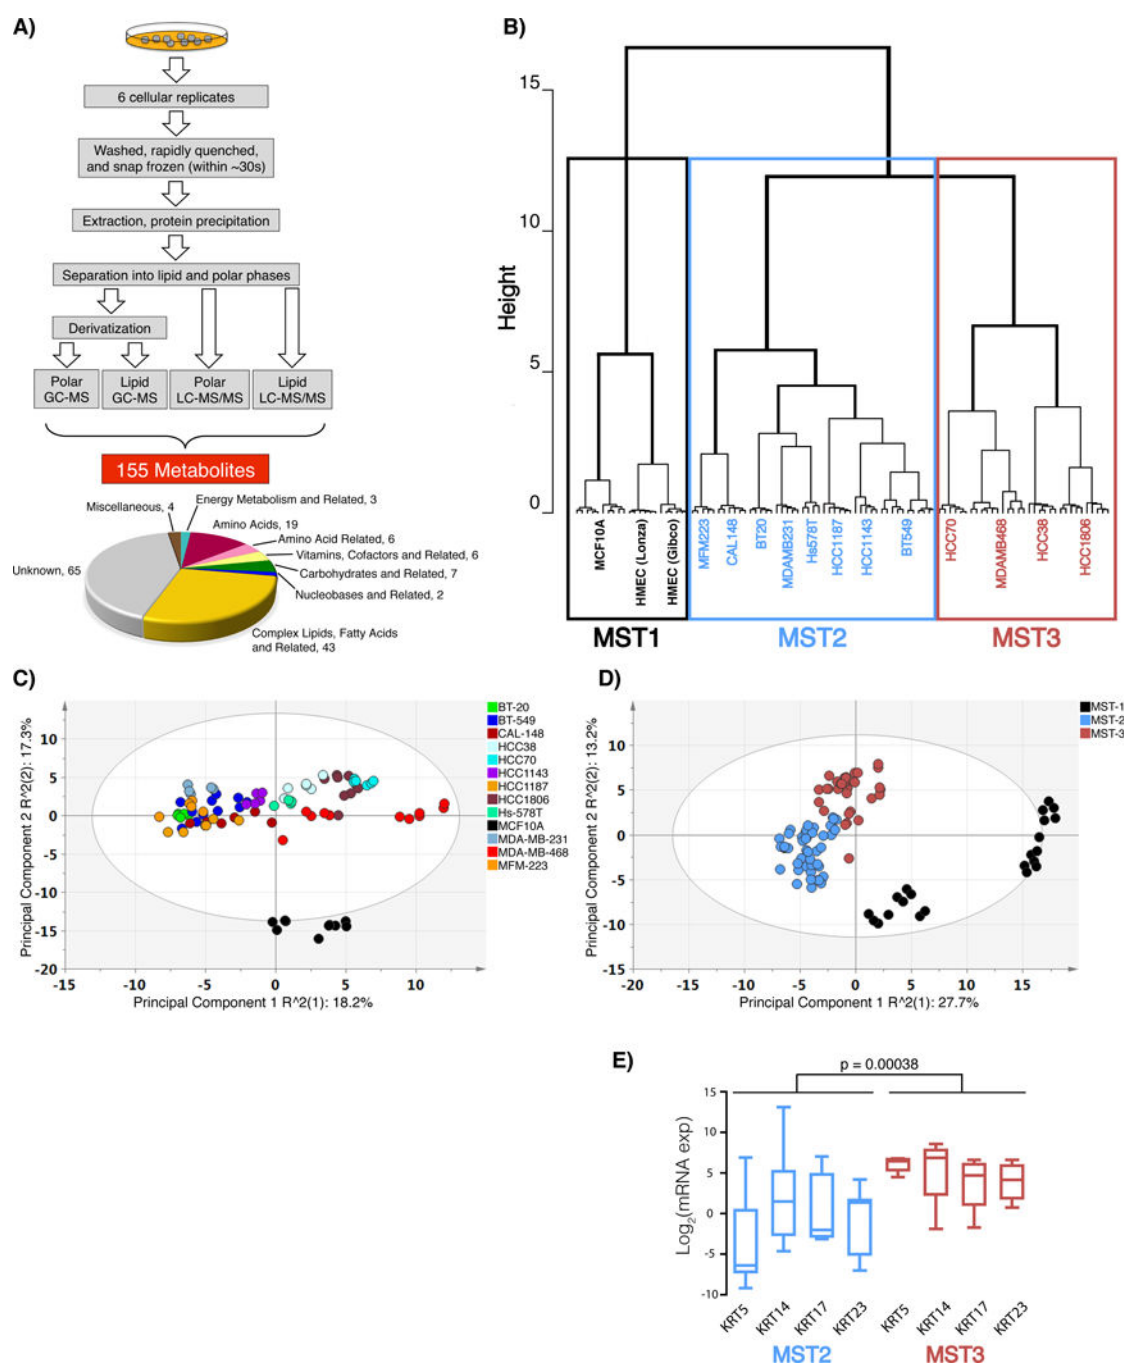 A)
6 cellular replicates
Washed, rapidly quenched,
and snap frozen (within ~30s)
Extraction, protein precipitation
Separation into lipid and polar phases
Derivatization
Polar
GC-MS
Lipid
GC-MS
Polar
LC-MS/MS
Lipid
LC-MS/MS
155 Metabolites
Miscellaneous, 4
Energy Metabolism and Related, 3
Amino Acids, 19
Amino Acid Related, 6
Vitamins, Cofactors and Related, 6
Carbohydrates and Related, 7
Nucleobases and Related, 2
Complex Lipids, Fatty Acids
and Related, 43
Unknown, 65
B)
Height
15
10
5
0
MCF10A
HMEC (Lonza)
HMEC (Gibco)
MFM223
CAL148
BT20
MDAMB231
Hs578T
HCC1187
HCC1143
BT549
HCC70
MDAMB468
HCC38
HCC1806
MST1
MST2
MST3
C)
Principal Component 2 R^2(2): 17.3%
10
5
0
-5
-10
-15
-20
-15
-10
-5
0
5
10
15
Principal Component 1 R^2(1): 18.2%
BT-20
BT-549
CAL-148
HCC38
HCC70
HCC1143
HCC1187
HCC1806
Hs-578T
MCF10A
MDA-MB-231
MDA-MB-468
MFM-223
D)
Principal Component 2 R^2(2): 13.2%
10
5
0
-5
-10
-15
-20
-15
-10
-5
0
5
10
15
Principal Component 1 R^2(1): 27.7%
MST-1
MST-2
MST-3
E)
p = 0.00038
Log2(mRNA exp)
15
10
5
0
-5
-10
KRT5
KRT14
KRT17
KRT23
KRT5
KRT14
KRT17
KRT23
MST2
MST3